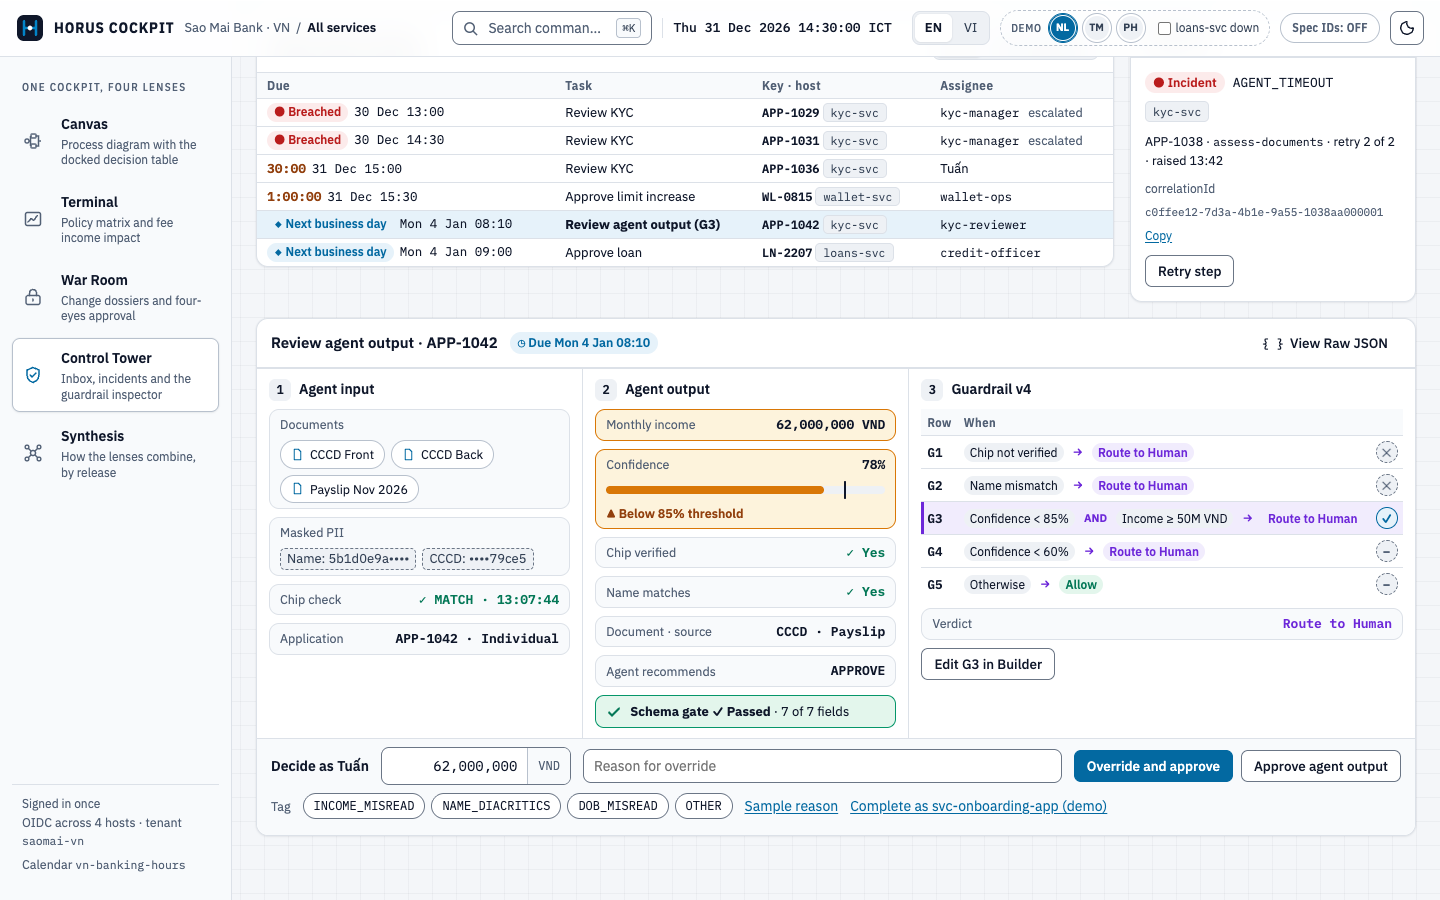 HORUS COCKPIT Sao Mai Bank · VN / All services Search comman... ⌘K Thu 31 Dec 2026 14:30:00 ICT EN VI DEMO NL TM PH loans-svc down Spec IDs: OFF
ONE COCKPIT, FOUR LENSES
Canvas
Process diagram with the
docked decision table
Terminal
Policy matrix and fee
income impact
War Room
Change dossiers and four-
eyes approval
Control Tower
Inbox, incidents and the
guardrail inspector
Synthesis
How the lenses combine,
by release
Signed in once
OIDC across 4 hosts · tenant
saomai-vn
Calendar vn-banking-hours
Due Task Key · host Assignee
Breached 30 Dec 13:00 Review KYC APP-1029 kyc-svc kyc-manager escalated
Breached 30 Dec 14:30 Review KYC APP-1031 kyc-svc kyc-manager escalated
30:00 31 Dec 15:00 Review KYC APP-1036 kyc-svc Tuấn
1:00:00 31 Dec 15:30 Approve limit increase WL-0815 wallet-svc wallet-ops
◆ Next business day Mon 4 Jan 08:10 Review agent output (G3) APP-1042 kyc-svc kyc-reviewer
◆ Next business day Mon 4 Jan 09:00 Approve loan LN-2207 loans-svc credit-officer
Incident AGENT_TIMEOUT
kyc-svc
APP-1038 · assess-documents · retry 2 of 2
· raised 13:42
correlationId
c0ffee12-7d3a-4b1e-9a55-1038aa000001
Copy
Retry step
Review agent output · APP-1042 Due Mon 4 Jan 08:10 { } View Raw JSON
1 Agent input
Documents
CCCD Front CCCD Back
Payslip Nov 2026
Masked PII
Name: 5b1d0e9a•••• CCCD: ••••79ce5
Chip check ✓ MATCH · 13:07:44
Application APP-1042 · Individual
2 Agent output
Monthly income 62,000,000 VND
Confidence 78%
▲ Below 85% threshold
Chip verified ✓ Yes
Name matches ✓ Yes
Document · source CCCD · Payslip
Agent recommends APPROVE
✓ Schema gate ✓ Passed · 7 of 7 fields
3 Guardrail v4
Row When
G1 Chip not verified → Route to Human
G2 Name mismatch → Route to Human
G3 Confidence < 85% AND Income ≥ 50M VND → Route to Human
G4 Confidence < 60% → Route to Human
G5 Otherwise → Allow
Verdict Route to Human
Edit G3 in Builder
Decide as Tuấn 62,000,000 VND Reason for override Override and approve Approve agent output
Tag INCOME_MISREAD NAME_DIACRITICS DOB_MISREAD OTHER Sample reason Complete as svc-onboarding-app (demo)